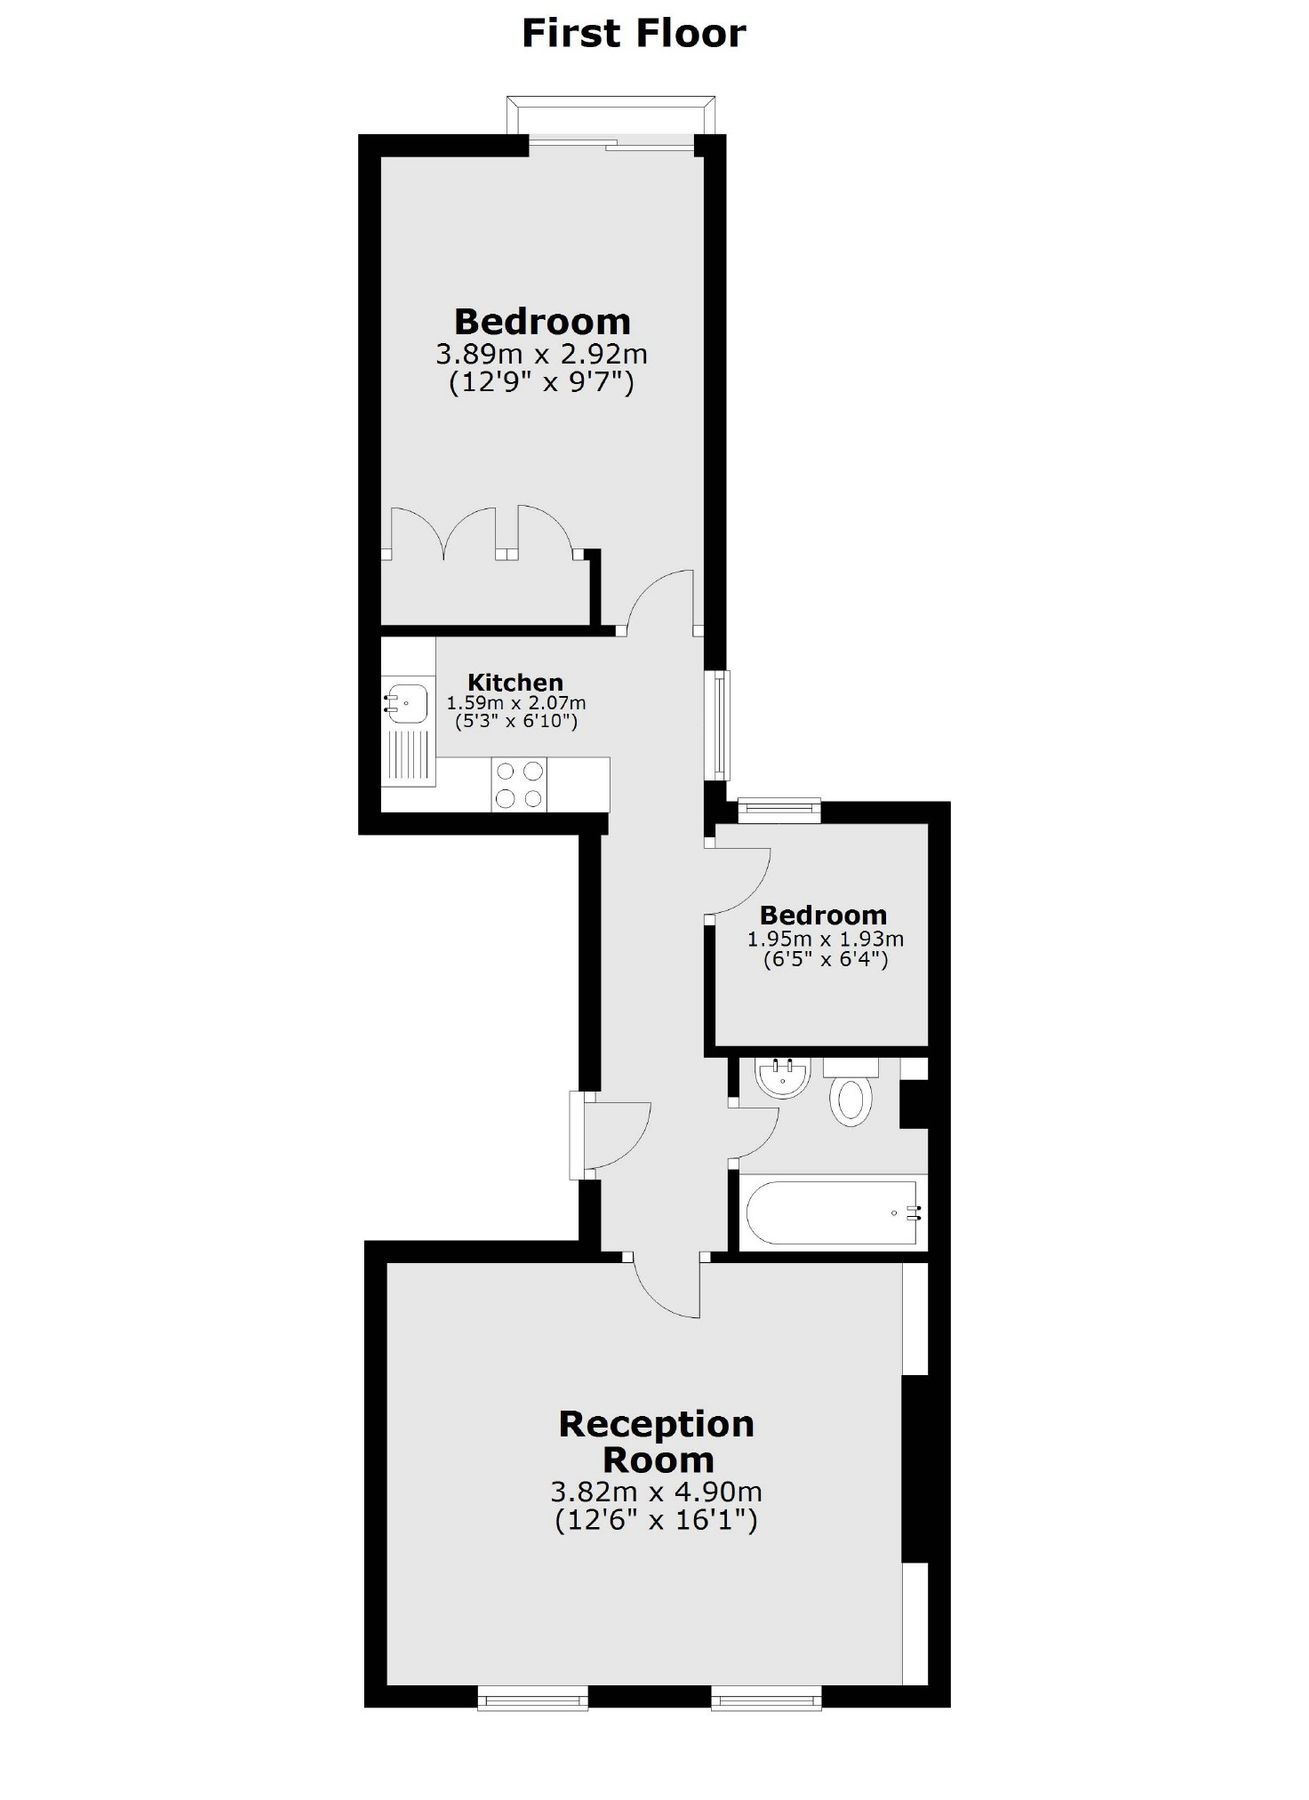 First Floor
Bedroom
3.89m x 2.92m
(12'9" x 9'7")
Kitchen
1.59m x 2.07m
(5'3" x 6'10")
Bedroom
1.95m x 1.93m
(6'5" x 6'4")
Reception
Room
3.82m x 4.90m
(12'6" x 16'1")